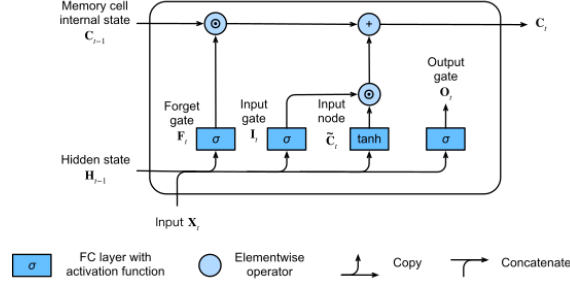 Memory cell
internal state
C_{t-1}
C_t
Output
gate
O_t
Forget
gate
F_t
Input
gate
I_t
Input
node
C̃_t
σ
σ
tanh
σ
Hidden state
H_{t-1}
Input X_t
σ
FC layer with
activation function
Elementwise
operator
Copy
Concatenate